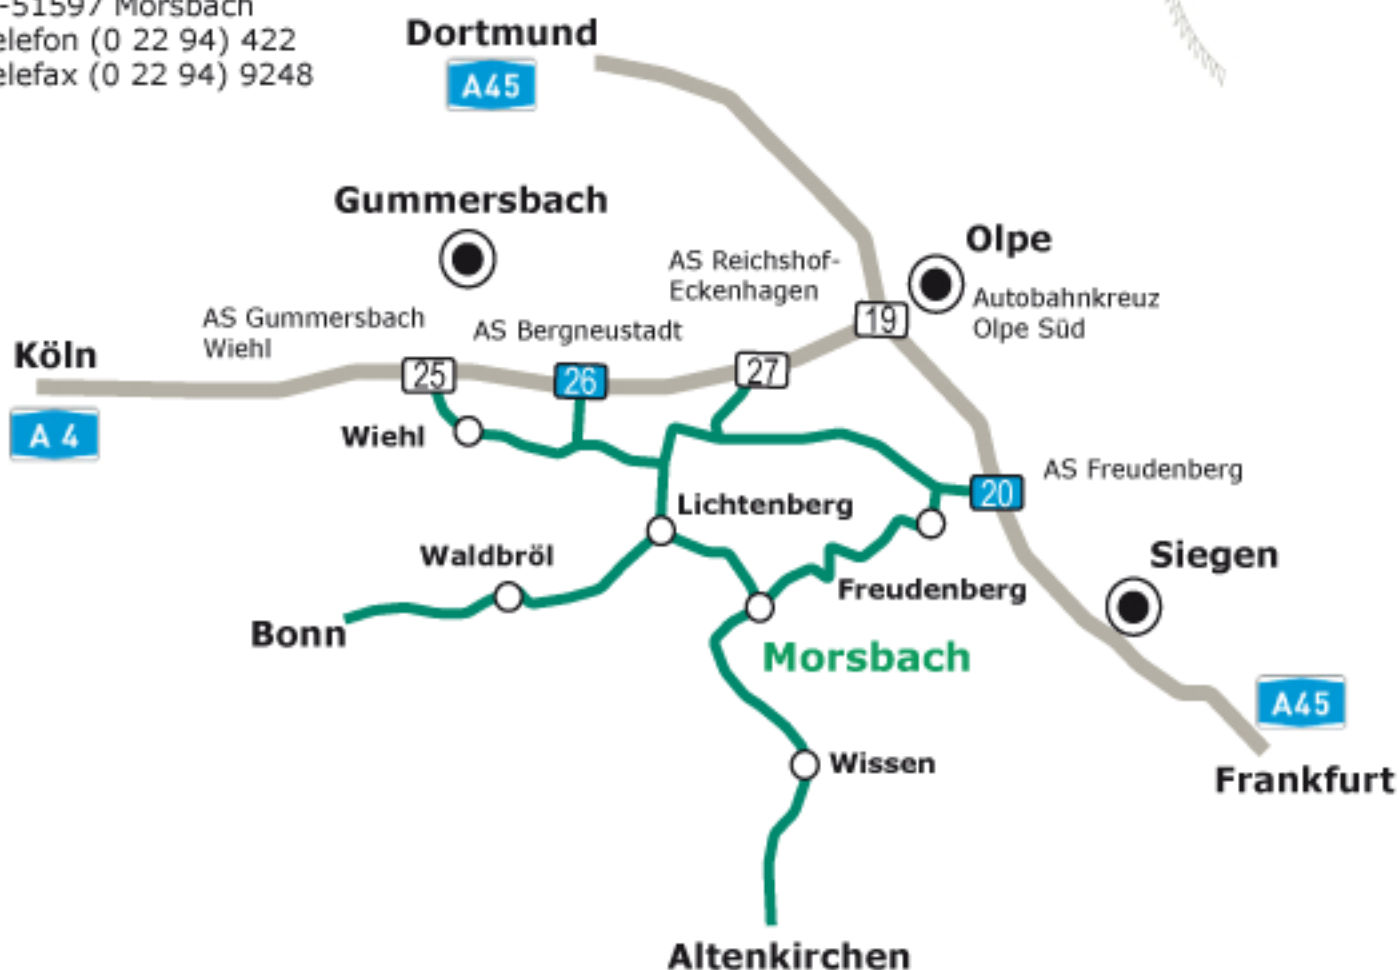 -51597 Morsbach
elefon (0 22 94) 422
elefax (0 22 94) 9248
Dortmund
A45
Gummersbach
Olpe
AS Reichshof-
Eckenhagen
Autobahnkreuz
Olpe Süd
19
AS Gummersbach
Wiehl
AS Bergneustadt
Köln
25
26
27
A 4
Wiehl
AS Freudenberg
20
Lichtenberg
Waldbröl
Siegen
Freudenberg
Bonn
Morsbach
A45
Wissen
Frankfurt
Altenkirchen